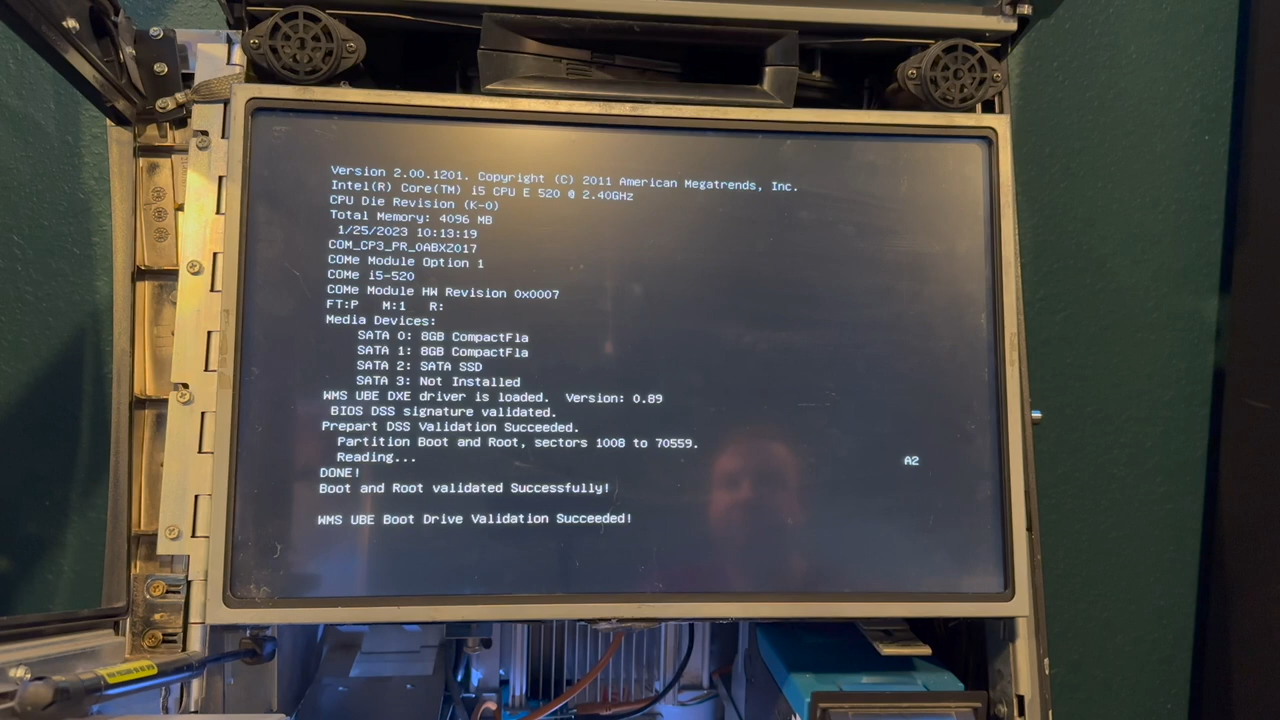 Version 2.00.1201. Copyright (C) 2011 American Megatrends, Inc.
Intel(R) Core(TM) i5 CPU E 520 @ 2.40GHz
CPU Die Revision (K-0)
Total Memory: 4096 MB
1/25/2023 10:13:19
COM_CP3_PR_0ABXZ017
COMe Module Option 1
COMe i5-520
COMe Module HW Revision 0x0007
FT:P M:1 R:
Media Devices:
SATA 0: 8GB CompactFla
SATA 1: 8GB CompactFla
SATA 2: SATA SSD
SATA 3: Not Installed
WMS UBE DXE driver is loaded. Version: 0.89
BIOS DSS signature validated.
Prepart DSS Validation Succeeded.
Partition Boot and Root, sectors 1008 to 70559.
Reading...
A2
DONE!
Boot and Root validated Successfully!
WMS UBE Boot Drive Validation Succeeded!